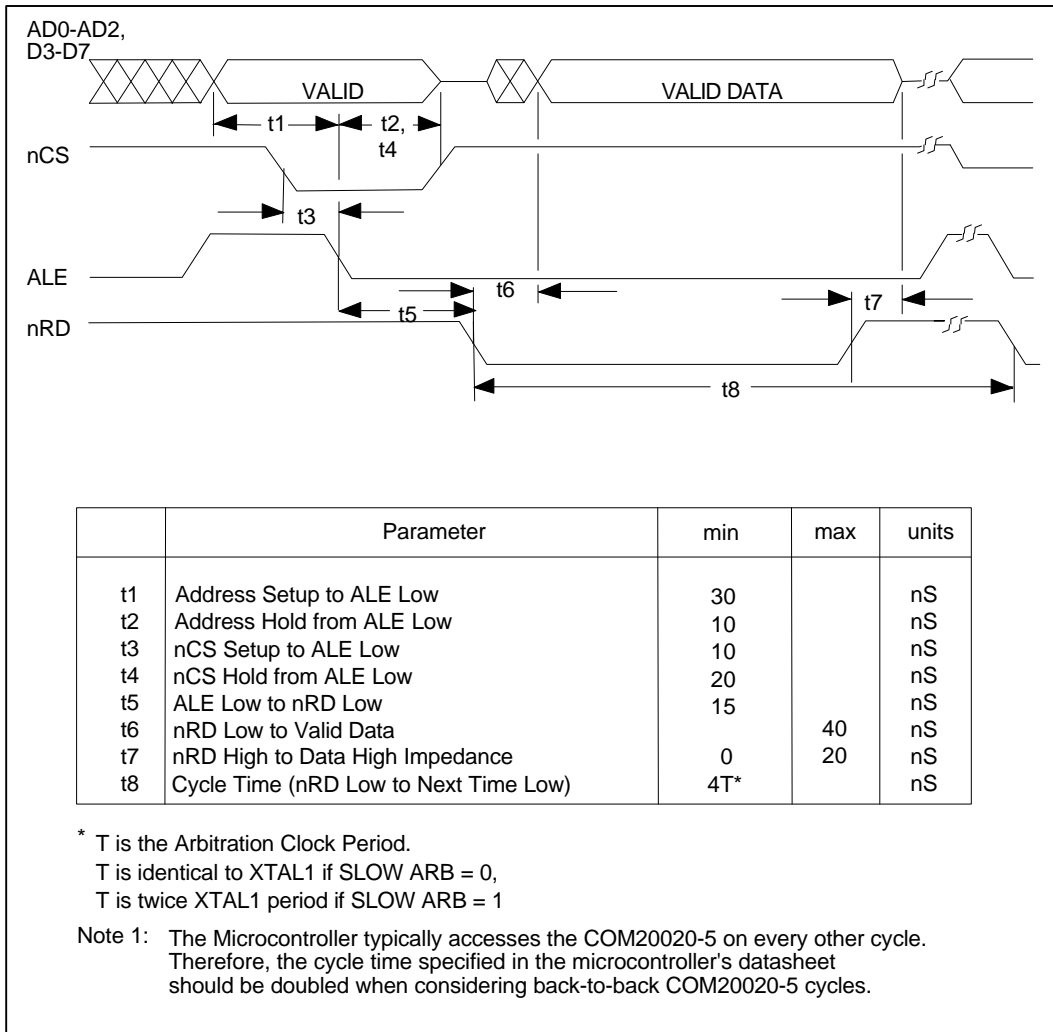 AD0-AD2,
D3-D7
VALID
VALID DATA
t1
t2,
t4
nCS
t3
ALE
t6
t7
t5
nRD
t8
Parameter min max units
t1 Address Setup to ALE Low 30 nS
t2 Address Hold from ALE Low 10 nS
t3 nCS Setup to ALE Low 10 nS
t4 nCS Hold from ALE Low 20 nS
t5 ALE Low to nRD Low 15 nS
t6 nRD Low to Valid Data 40 nS
t7 nRD High to Data High Impedance 0 20 nS
t8 Cycle Time (nRD Low to Next Time Low) 4T* nS
* T is the Arbitration Clock Period.
T is identical to XTAL1 if SLOW ARB = 0,
T is twice XTAL1 period if SLOW ARB = 1
Note 1: The Microcontroller typically accesses the COM20020-5 on every other cycle.
Therefore, the cycle time specified in the microcontroller's datasheet
should be doubled when considering back-to-back COM20020-5 cycles.